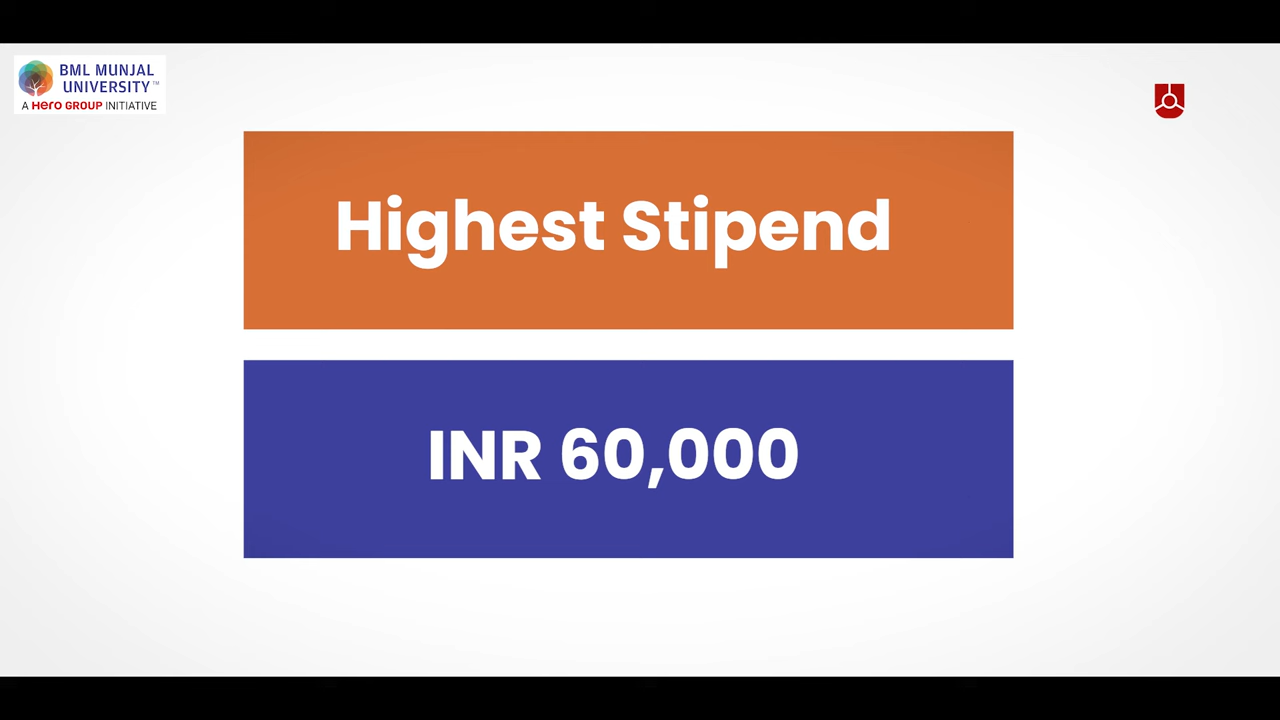 BML MUNJAL
UNIVERSITY™
A Hero GROUP INITIATIVE
Highest Stipend
INR 60,000